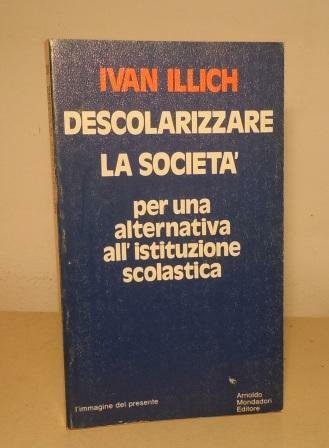 IVAN ILLICH
DESCOLARIZZARE
LA SOCIETA'
per una
alternativa
all'istituzione
scolastica
l'immagine del presente
Arnoldo
Mondadori
Editore